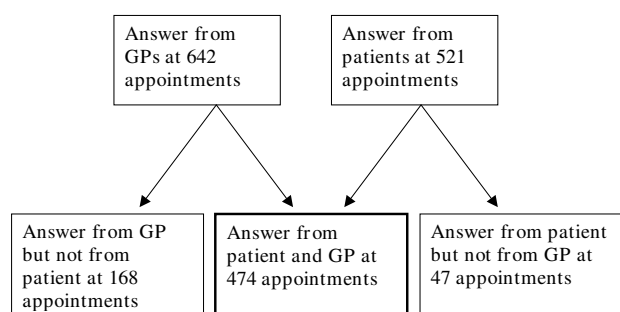 Answer from
GPs at 642
appointments
Answer from
patients at 521
appointments
Answer from GP
but not from
patient at 168
appointments
Answer from
patient and GP at
474 appointments
Answer from patient
but not from GP at
47 appointments